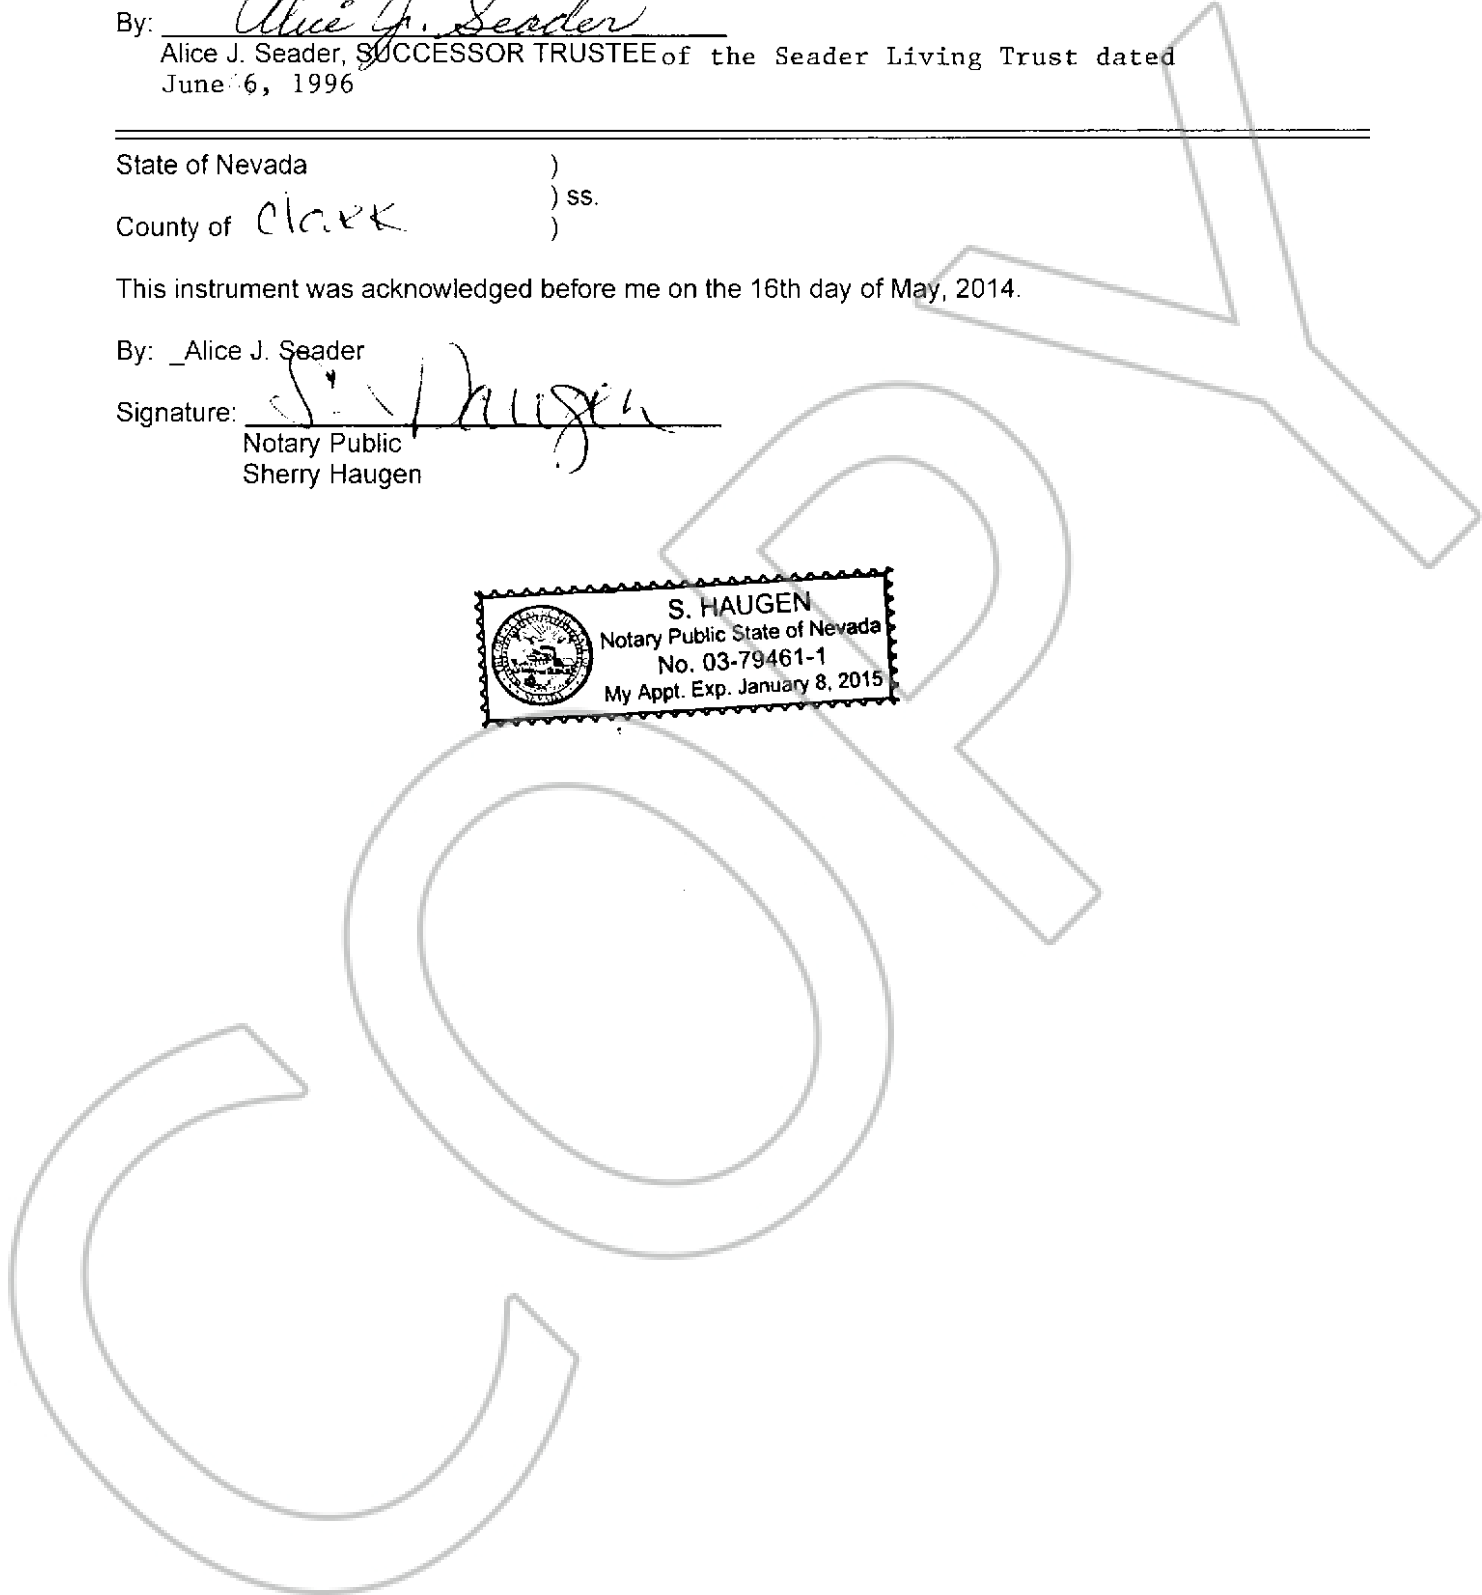 By: Alice J. Seader
Alice J. Seader, SUCCESSOR TRUSTEE of the Seader Living Trust dated
June 6, 1996
State of Nevada )
) ss.
County of Clark )
This instrument was acknowledged before me on the 16th day of May, 2014.
By: _Alice J. Seader
Signature: S. Haugen
Notary Public
Sherry Haugen
S. HAUGEN
Notary Public State of Nevada
No. 03-79461-1
My Appt. Exp. January 8, 2015
COPY